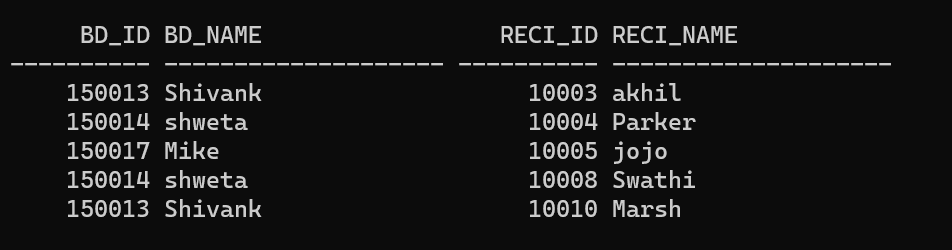 BD_ID BD_NAME RECI_ID RECI_NAME
---------- -------------------- ---------- --------------------
150013 Shivank 10003 akhil
150014 shweta 10004 Parker
150017 Mike 10005 jojo
150014 shweta 10008 Swathi
150013 Shivank 10010 Marsh